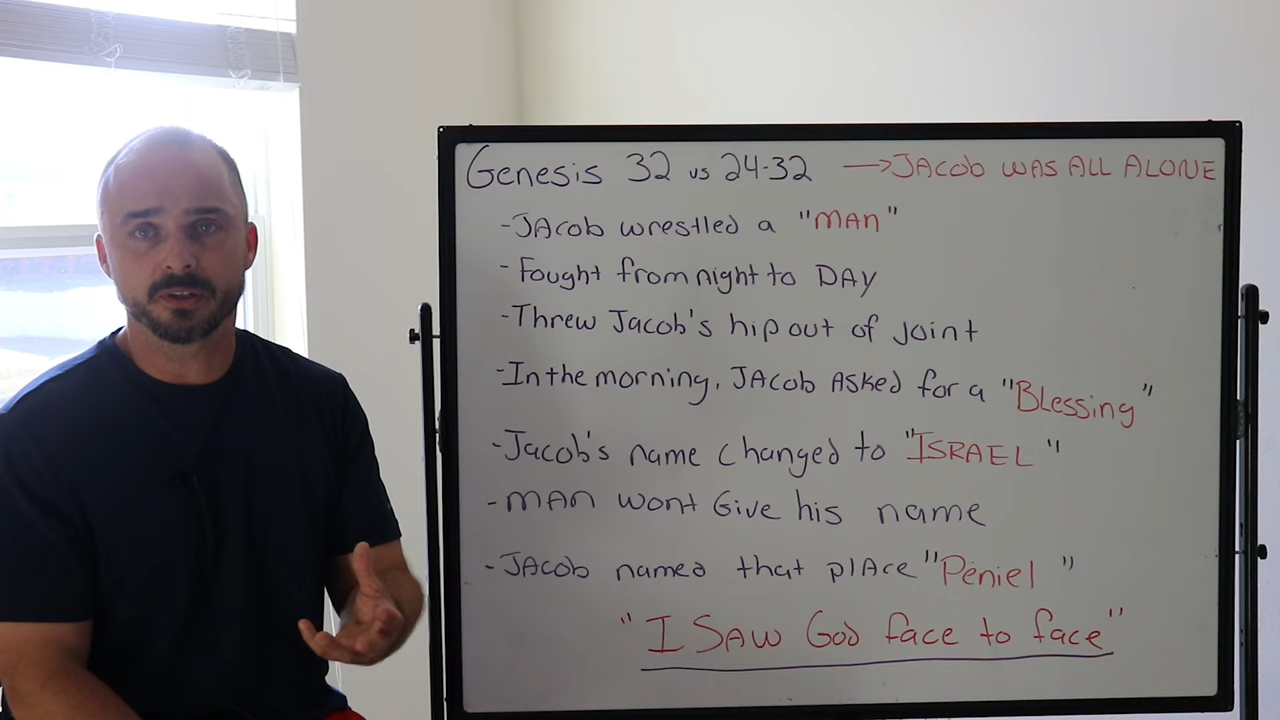 Genesis 32 vs 24-32 → JACOB WAS ALL ALONE
-JACOB wrestled a "MAN"
-Fought from night to DAY
-Threw Jacob's hip out of joint
-In the morning, JACOB ASKED for a "Blessing"
-Jacob's name changed to "ISRAEL"
-MAN wont Give his name
-JACOB named that plAce "Peniel"
"I SAW God face to face"